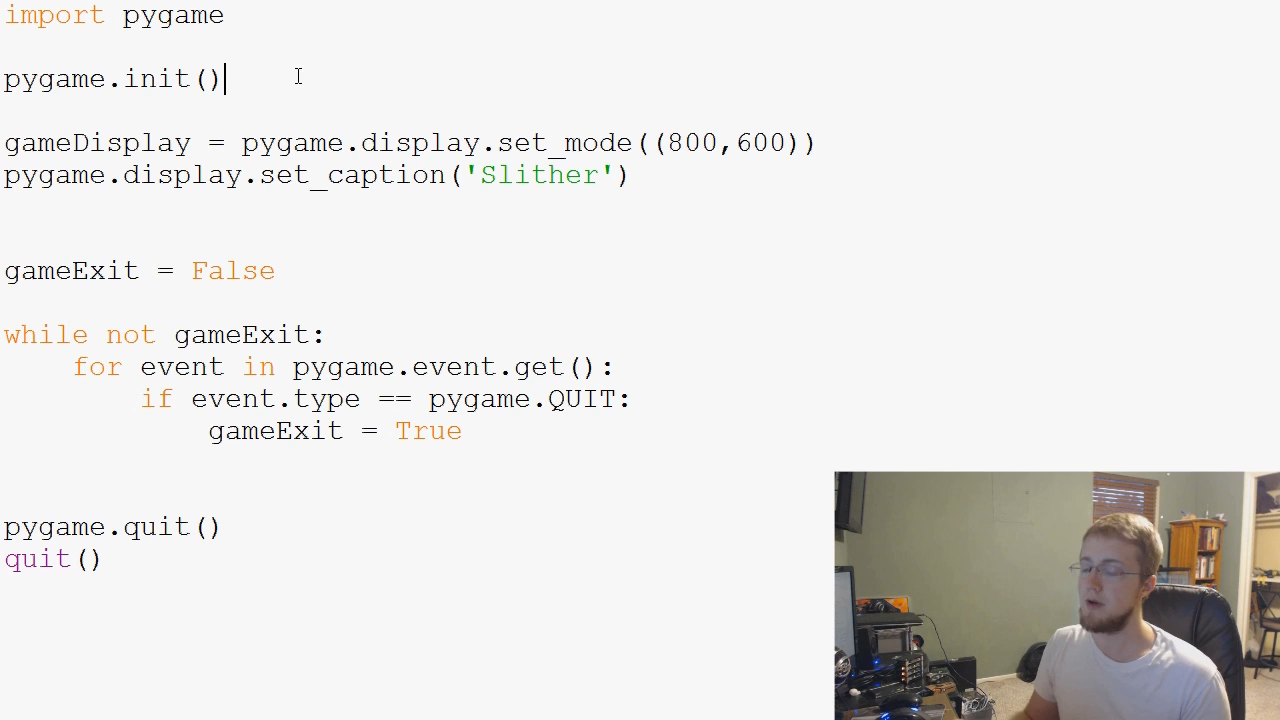 import pygame
pygame.init()
gameDisplay = pygame.display.set_mode((800,600))
pygame.display.set_caption('Slither')
gameExit = False
while not gameExit:
    for event in pygame.event.get():
        if event.type == pygame.QUIT:
            gameExit = True
pygame.quit()
quit()